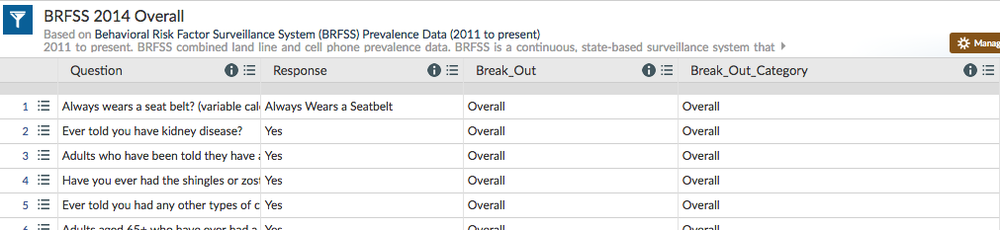 BRFSS 2014 Overall
Based on Behavioral Risk Factor Surveillance System (BRFSS) Prevalence Data (2011 to present)
2011 to present. BRFSS combined land line and cell phone prevalence data. BRFSS is a continuous, state-based surveillance system that
Manag
Question Response Break_Out Break_Out_Category
1 Always wears a seat belt? (variable cal Always Wears a Seatbelt Overall Overall
2 Ever told you have kidney disease? Yes Overall Overall
3 Adults who have been told they have a Yes Overall Overall
4 Have you ever had the shingles or zost Yes Overall Overall
5 Ever told you had any other types of c Yes Overall Overall
6 Adults aged 65+ who have ever had a Yes Overall Overall